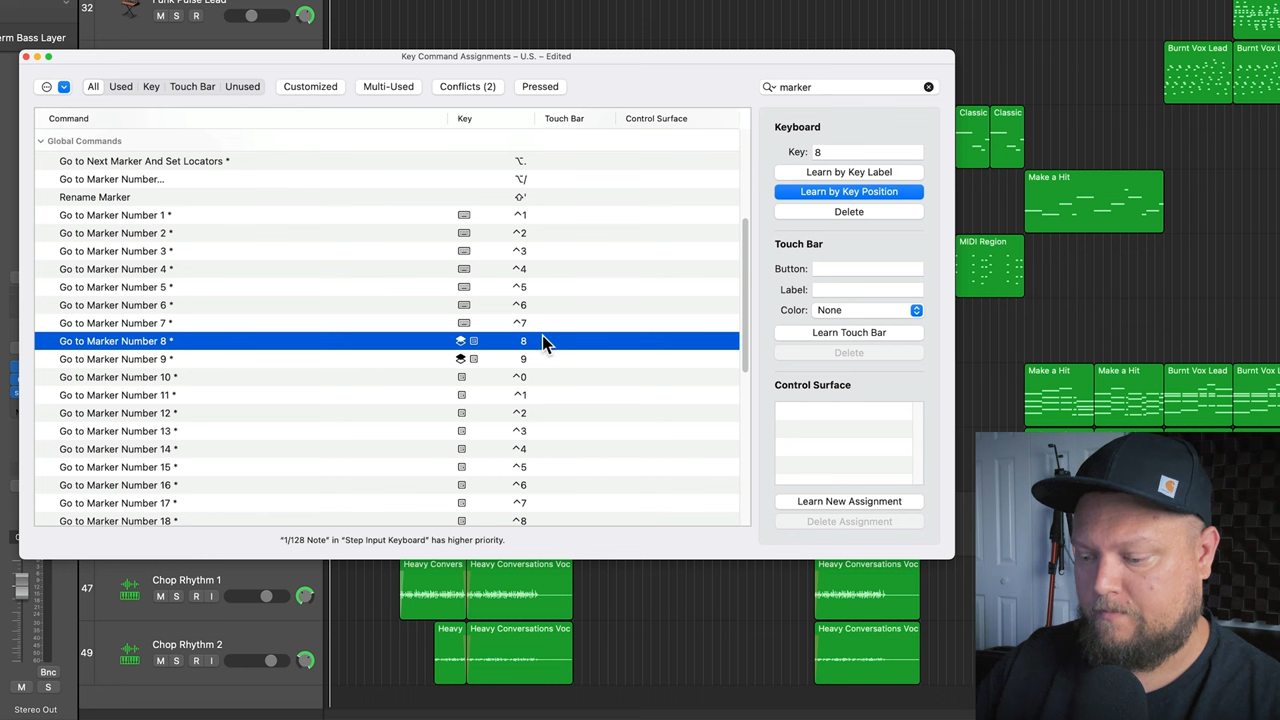 32
Funk Pulse Lead
M S R
erm Bass Layer
Key Command Assignments – U.S. – Edited
All Used Key Touch Bar Unused Customized Multi-Used Conflicts (2) Pressed
marker
Command Key Touch Bar Control Surface
Global Commands
Go to Next Marker And Set Locators * ⌥.
Go to Marker Number... ⌥/
Rename Marker ⇧'
Go to Marker Number 1 * ^1
Go to Marker Number 2 * ^2
Go to Marker Number 3 * ^3
Go to Marker Number 4 * ^4
Go to Marker Number 5 * ^5
Go to Marker Number 6 * ^6
Go to Marker Number 7 * ^7
Go to Marker Number 8 * 8
Go to Marker Number 9 * 9
Go to Marker Number 10 * ^0
Go to Marker Number 11 * ^1
Go to Marker Number 12 * ^2
Go to Marker Number 13 * ^3
Go to Marker Number 14 * ^4
Go to Marker Number 15 * ^5
Go to Marker Number 16 * ^6
Go to Marker Number 17 * ^7
Go to Marker Number 18 * ^8
"1/128 Note" in "Step Input Keyboard" has higher priority.
Keyboard
Key: 8
Learn by Key Label
Learn by Key Position
Delete
Touch Bar
Button:
Label:
Color: None
Learn Touch Bar
Delete
Control Surface
Learn New Assignment
Delete Assignment
Burnt Vox Lead Burnt Vox L
Classic Classic
Make a Hit
MIDI Region
Make a Hit Make a Hit Burnt Vox Lead Burnt Vox L
47
Chop Rhythm 1
M S R I
Heavy Convers Heavy Conversations Voc Heavy Conversations Voc
49
Chop Rhythm 2
M S R I
Heavy Heavy Conversations Voc Heavy Conversations Voc
Bnc
M S
Stereo Out